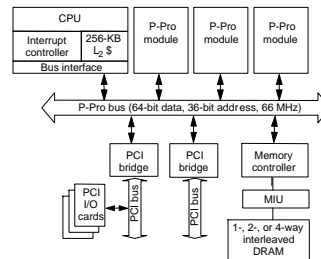 CPU
Interrupt
controller
256-KB
L2 $
Bus interface
P-Pro
module
P-Pro
module
P-Pro
module
P-Pro bus (64-bit data, 36-bit address, 66 MHz)
PCI
bridge
PCI
bridge
Memory
controller
PCI
I/O
cards
PCI bus
PCI bus
MIU
1-, 2-, or 4-way
interleaved
DRAM